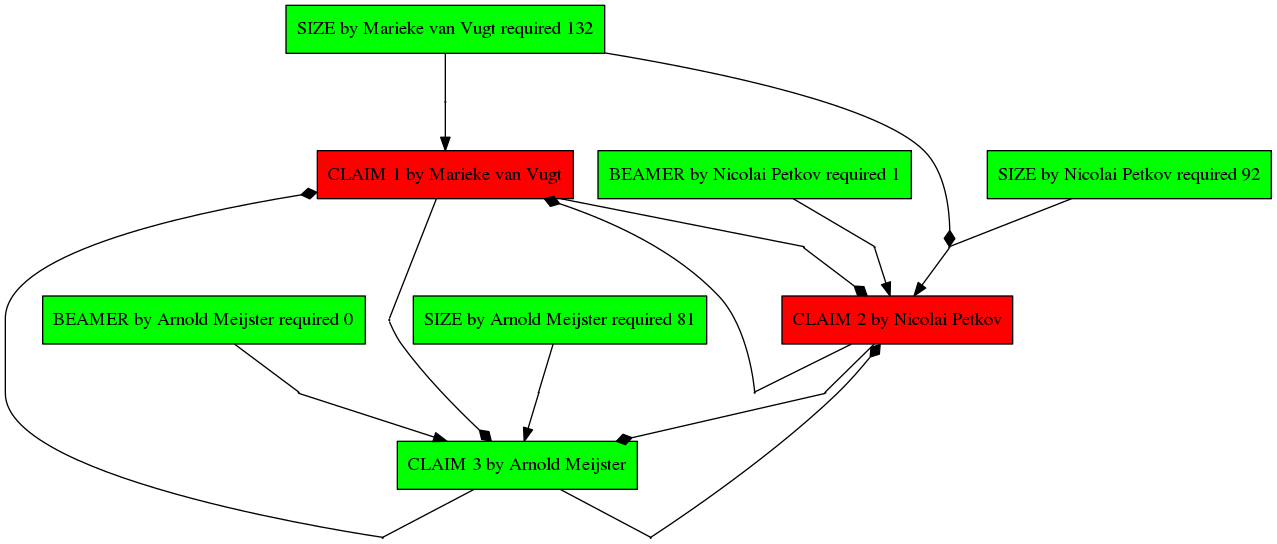 SIZE by Marieke van Vugt required 132
CLAIM 1 by Marieke van Vugt
BEAMER by Nicolai Petkov required 1
SIZE by Nicolai Petkov required 92
BEAMER by Arnold Meijster required 0
SIZE by Arnold Meijster required 81
CLAIM 2 by Nicolai Petkov
CLAIM 3 by Arnold Meijster